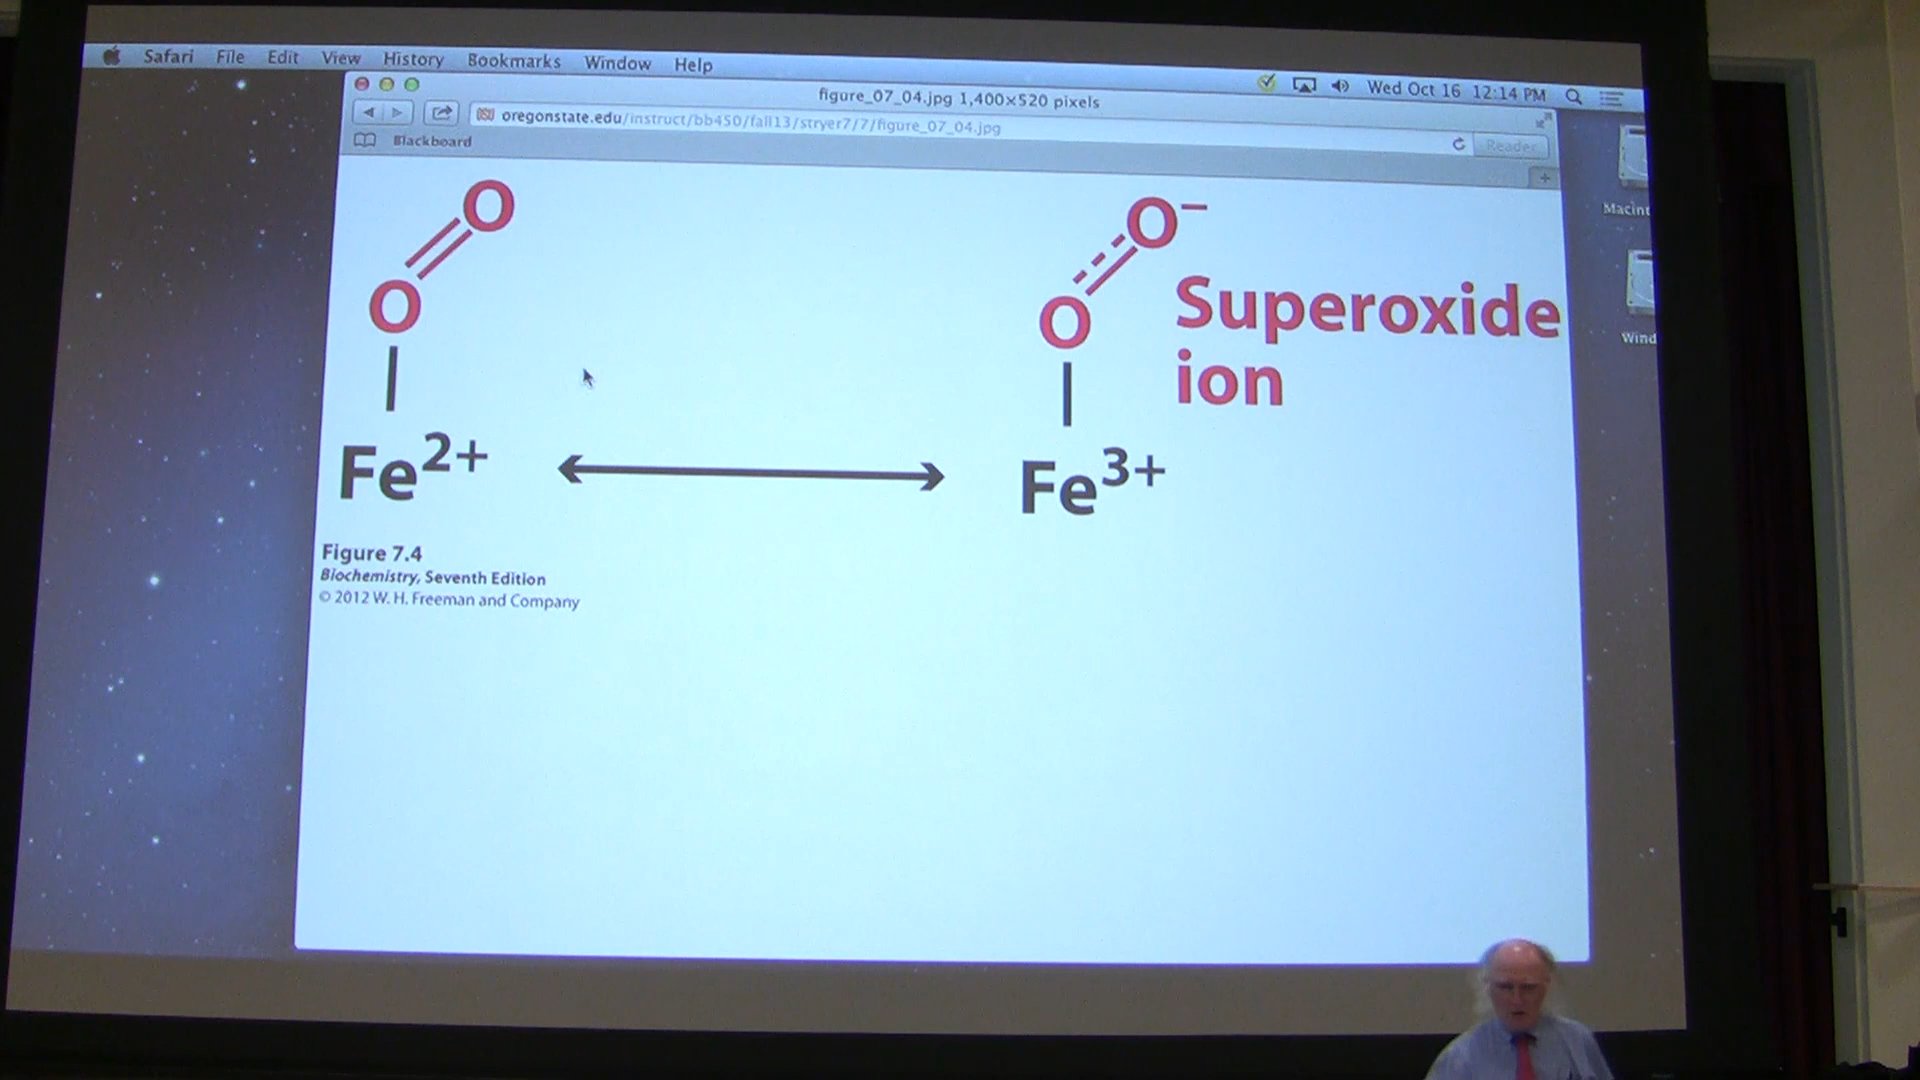 Safari File Edit View History Bookmarks Window Help
Wed Oct 16 12:14 PM
figure_07_04.jpg 1,400×520 pixels
oregonstate.edu/instruct/bb450/fall13/stryer7/7/figure_07_04.jpg
Reader
Blackboard
Macint
Wind
O
O
Fe2+
O−
O
Superoxide
ion
Fe3+
Figure 7.4
Biochemistry, Seventh Edition
© 2012 W. H. Freeman and Company